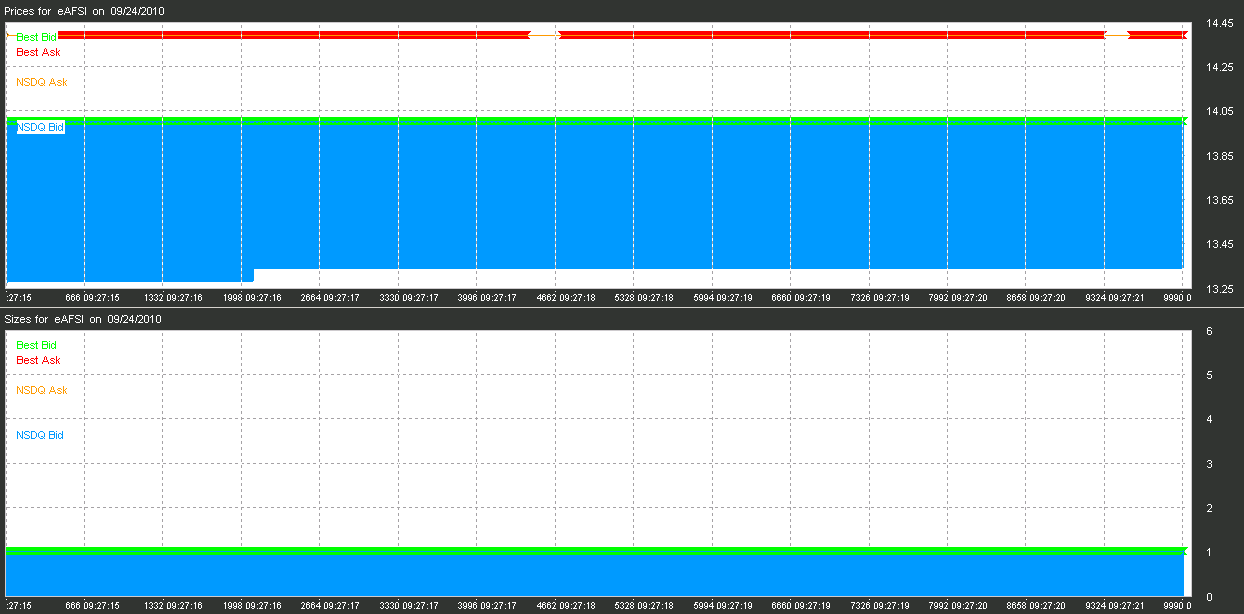 Prices for eAFSI on 09/24/2010
14.45
Best Bid
Best Ask
14.25
NSDQ Ask
14.05
NSDQ Bid
13.85
13.65
13.45
13.25
:27:15 666 09:27:15 1332 09:27:16 1998 09:27:16 2664 09:27:17 3330 09:27:17 3996 09:27:17 4662 09:27:18 5328 09:27:18 5994 09:27:19 6660 09:27:19 7326 09:27:19 7992 09:27:20 8658 09:27:20 9324 09:27:21 9990 0
Sizes for eAFSI on 09/24/2010
6
Best Bid
Best Ask
5
NSDQ Ask
4
NSDQ Bid
3
2
1
0
:27:15 666 09:27:15 1332 09:27:16 1998 09:27:16 2664 09:27:17 3330 09:27:17 3996 09:27:17 4662 09:27:18 5328 09:27:18 5994 09:27:19 6660 09:27:19 7326 09:27:19 7992 09:27:20 8658 09:27:20 9324 09:27:21 9990 0